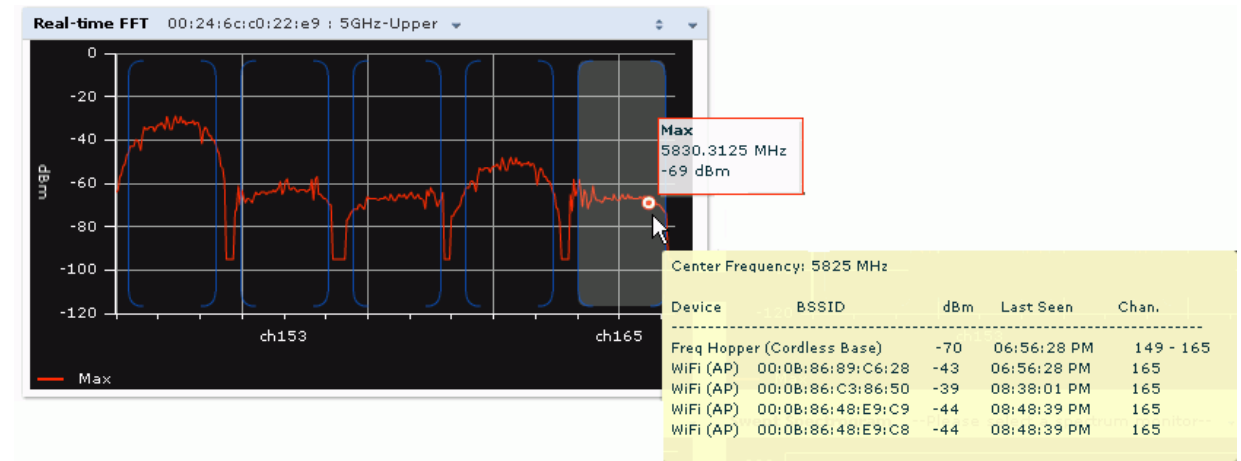 Real-time FFT 00:24:6c:c0:22:e9 : 5GHz-Upper
0
-20
-40
-60
-80
-100
-120
dBm
ch153 ch165
Max
Max
5830.3125 MHz
-69 dBm
Center Frequency: 5825 MHz
Device BSSID dBm Last Seen Chan.
Freq Hopper (Cordless Base) -70 06:56:28 PM 149 - 165
WiFi (AP) 00:0B:86:89:C6:28 -43 06:56:28 PM 165
WiFi (AP) 00:0B:86:C3:86:50 -39 08:38:01 PM 165
WiFi (AP) 00:0B:86:48:E9:C9 -44 08:48:39 PM 165
WiFi (AP) 00:0B:86:48:E9:C8 -44 08:48:39 PM 165